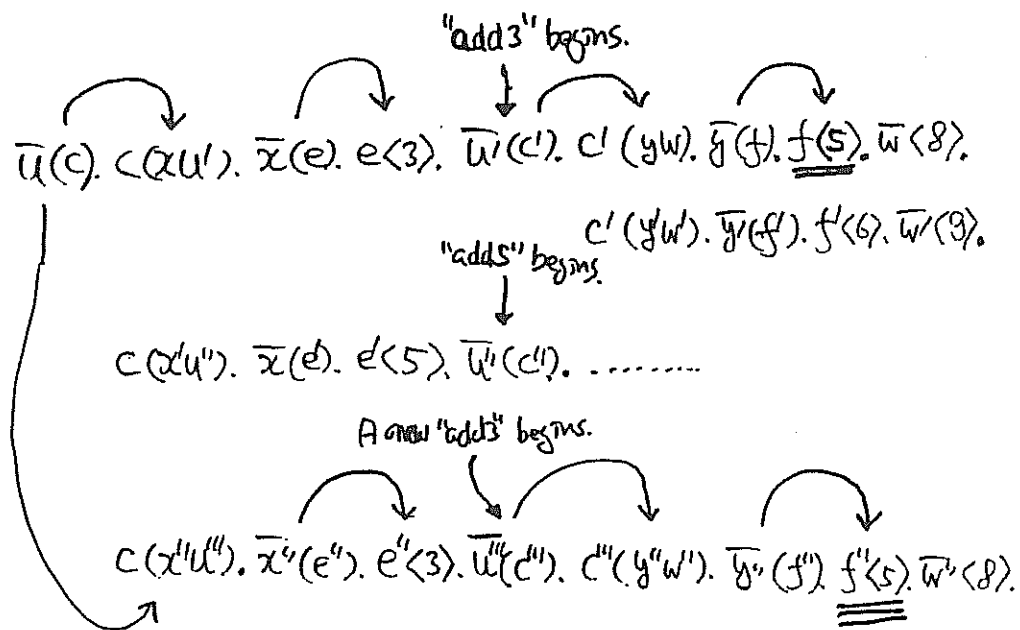 "add3" begins.
u̅(c). c(xu'). x̅(e). e<3). u̅'(c'). c'(yw). y̅(f). f(5). w̅<8).
c'(y'w'). y̅'(f'). f'<6). w̅'<9).
"add5" begins.
c(x'u''). x̅(e'). e'<5). u̅''(c''). .........
A new "add3" begins.
c(x''u'''). x̅''(e''). e''<3). u̅'''(c'''). c'''(y''w''). y̅''(f''). f''<5). w̅''<8).